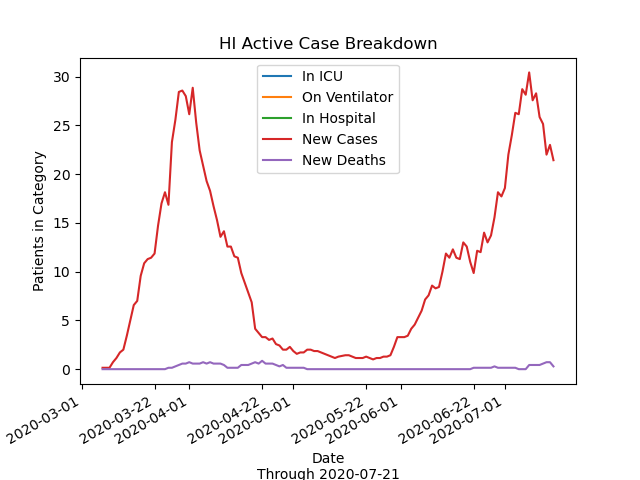 HI Active Case Breakdown
In ICU
On Ventilator
In Hospital
New Cases
New Deaths
Patients in Category
30
25
20
15
10
5
0
2020-03-01
2020-03-22
2020-04-01
2020-04-22
2020-05-01
2020-05-22
2020-06-01
2020-06-22
2020-07-01
Date
Through 2020-07-21